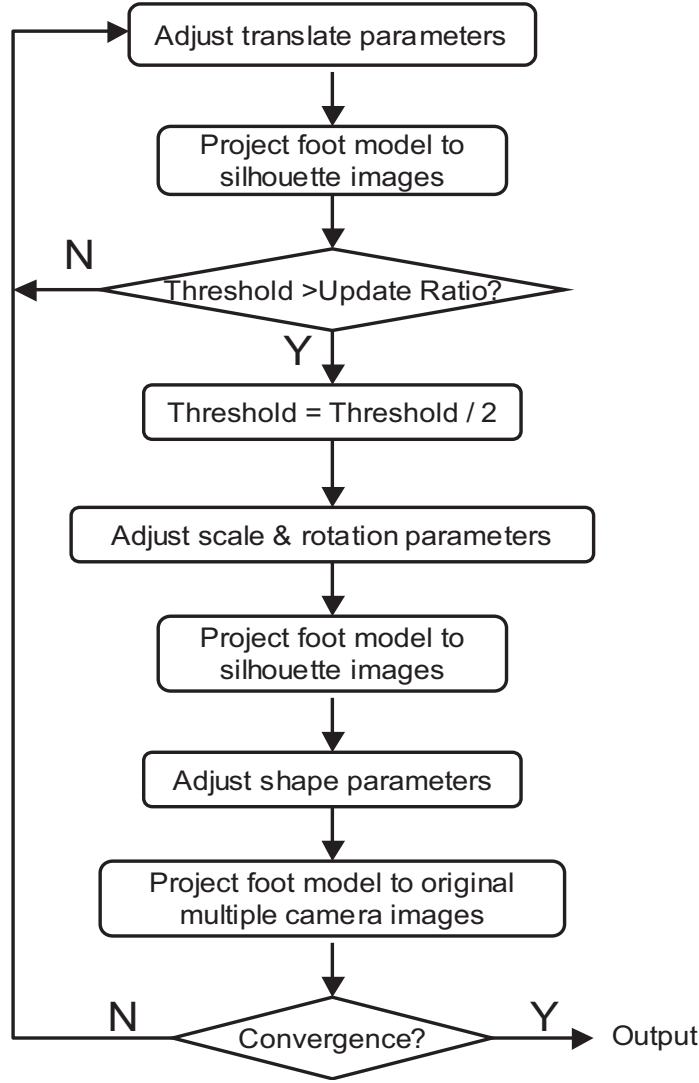 Adjust translate parameters
Project foot model to
silhouette images
N
Threshold >Update Ratio?
Y
Threshold = Threshold / 2
Adjust scale & rotation parameters
Project foot model to
silhouette images
Adjust shape parameters
Project foot model to original
multiple camera images
N
Convergence?
Y
Output